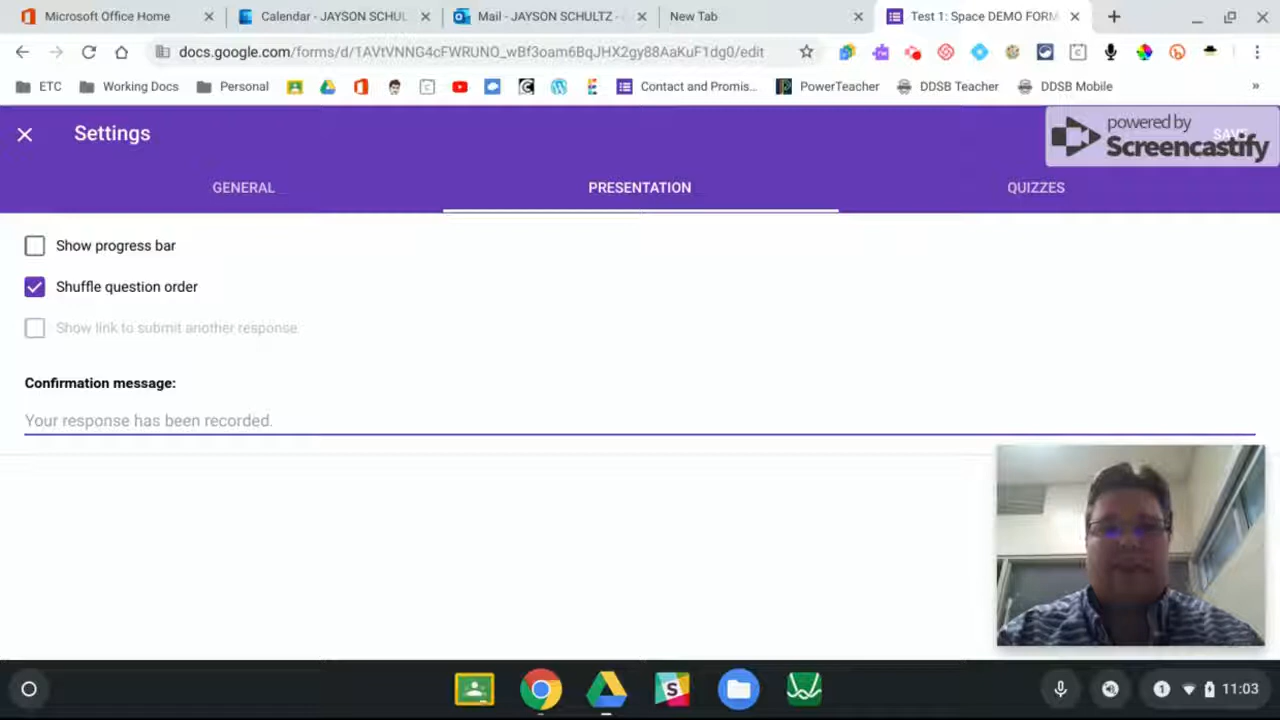 Microsoft Office Home
Calendar - JAYSON SCHUL
Mail - JAYSON SCHULTZ -
New Tab
Test 1: Space DEMO FORM
docs.google.com/forms/d/1AVtVNNG4cFWRUNO_wBf3oam6BqJHX2gy88AaKuF1dg0/edit
ETC
Working Docs
Personal
Contact and Promis...
PowerTeacher
DDSB Teacher
DDSB Mobile
»
Settings
SAVE
powered by
Screencastify
GENERAL
PRESENTATION
QUIZZES
Show progress bar
Shuffle question order
Show link to submit another response
Confirmation message:
Your response has been recorded.
1
11:03